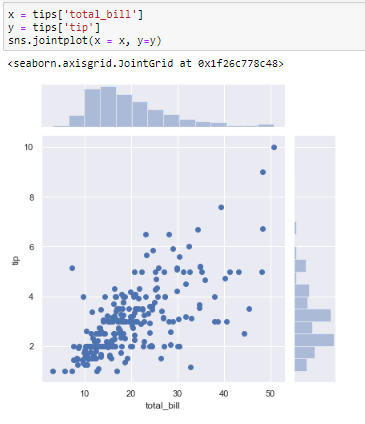 x = tips['total_bill']
y = tips['tip']
sns.jointplot(x = x, y=y)
<seaborn.axisgrid.JointGrid at 0x1f26c778c48>
10
8
6
4
2
tip
10 20 30 40 50
total_bill